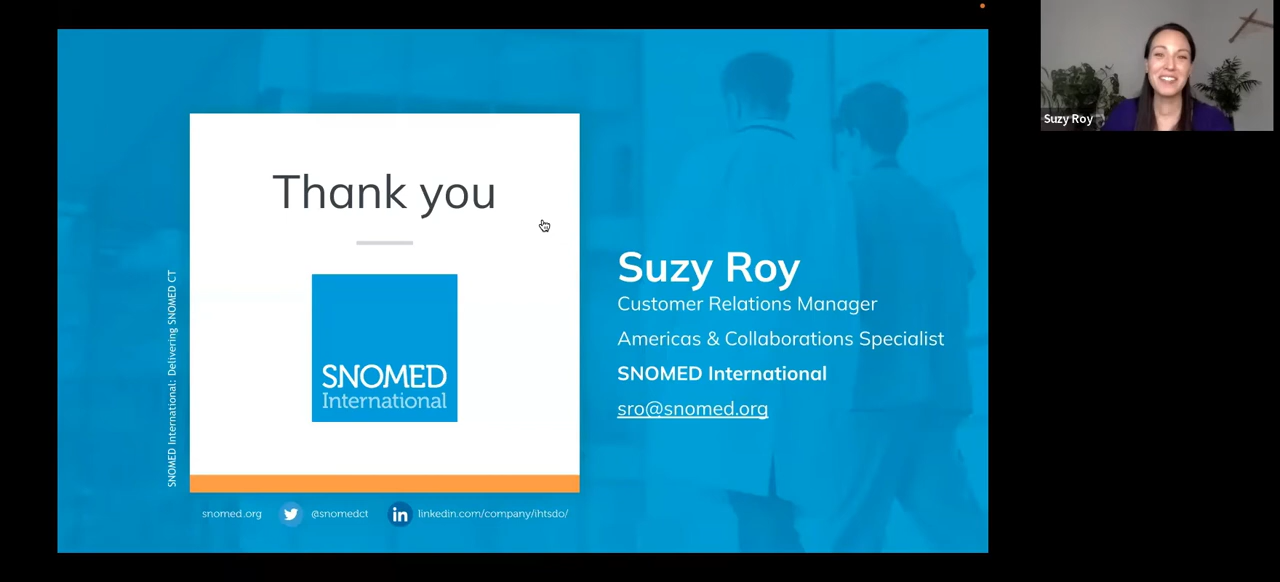 Thank you
SNOMED
International
SNOMED International: Delivering SNOMED CT
snomed.org
@snomedct
in
linkedin.com/company/ihtsdo/
Suzy Roy
Customer Relations Manager
Americas & Collaborations Specialist
SNOMED International
sro@snomed.org
Suzy Roy